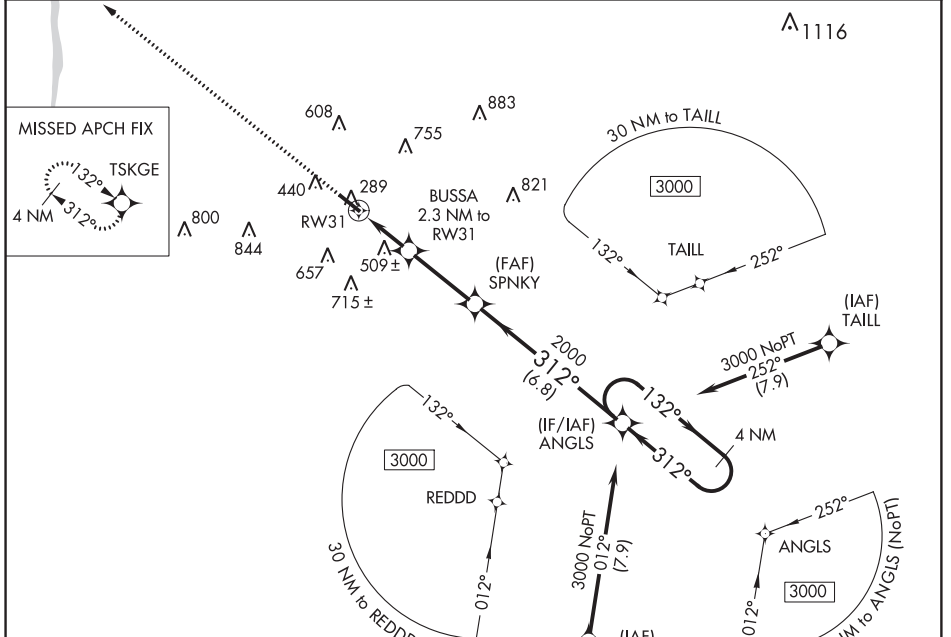 1116
MISSED APCH FIX
TSKGE
132°
312°
4 NM
608
883
755
440
289
821
800
844
RW31
BUSSA
2.3 NM to
RW31
657
509 ±
715 ±
(FAF)
SPNKY
30 NM to TAILL
3000
TAILL
132°
252°
(IAF)
TAILL
3000 NoPT
252°
(7.9)
2000
312°
(6.8)
(IF/IAF)
ANGLS
132°
312°
4 NM
132°
3000
REDDD
012°
30 NM to REDDD
3000 NoPT
012°
(7.9)
(IAF)
252°
ANGLS
3000
012°
NM to ANGLS (NoPT)